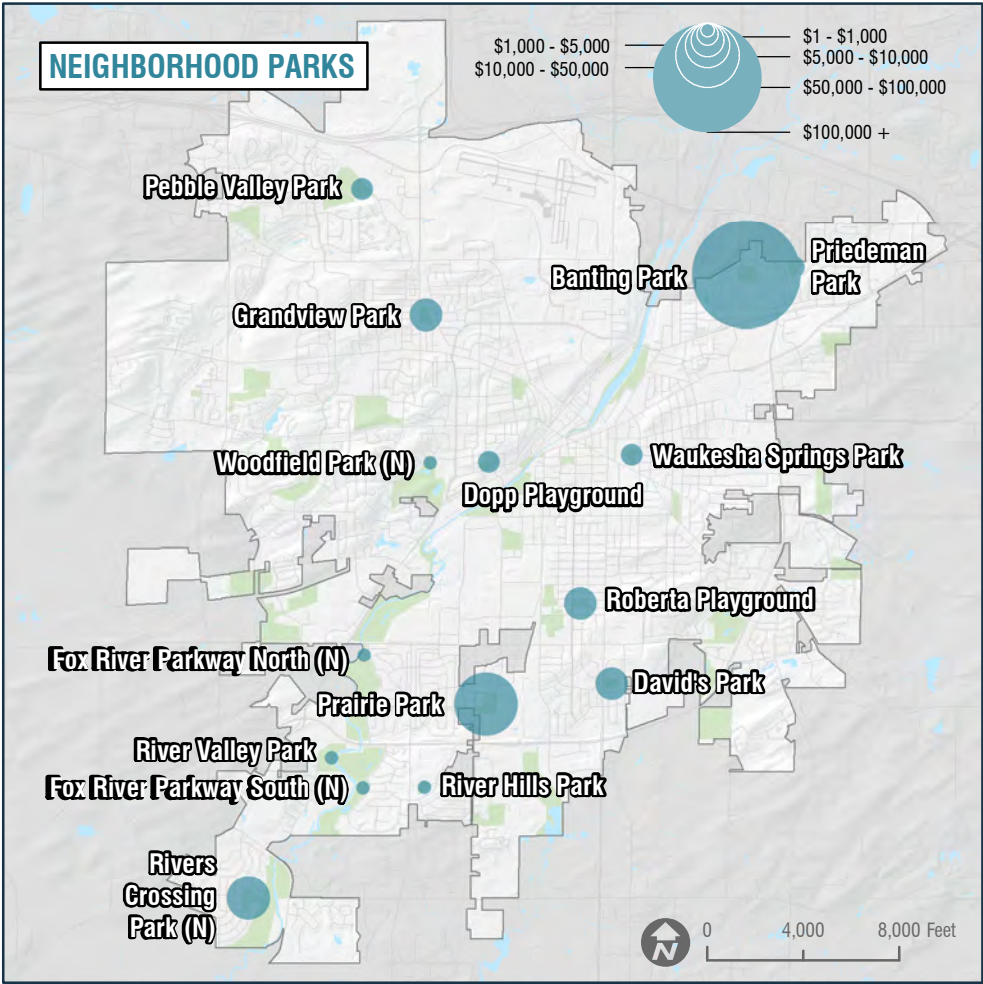 NEIGHBORHOOD PARKS
$1,000 - $5,000
$10,000 - $50,000
$1 - $1,000
$5,000 - $10,000
$50,000 - $100,000
$100,000 +
Pebble Valley Park
Banting Park
Priedeman
Park
Grandview Park
Woodfield Park (N)
Waukesha Springs Park
Dopp Playground
Roberta Playground
Fox River Parkway North (N)
David's Park
Prairie Park
River Valley Park
Fox River Parkway South (N)
River Hills Park
Rivers
Crossing
Park (N)
N
0 4,000 8,000 Feet